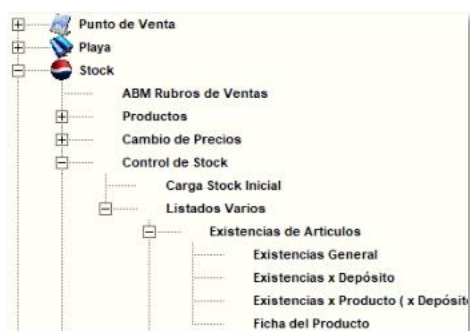 Punto de Venta
Playa
Stock
ABM Rubros de Ventas
Productos
Cambio de Precios
Control de Stock
Carga Stock Inicial
Listados Varios
Existencias de Articulos
Existencias General
Existencias x Depósito
Existencias x Producto ( x Depósito
Ficha del Producto